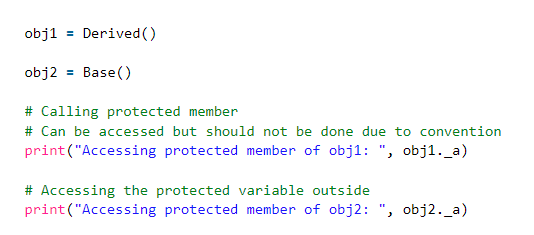 obj1 = Derived()
obj2 = Base()
# Calling protected member
# Can be accessed but should not be done due to convention
print("Accessing protected member of obj1: ", obj1._a)
# Accessing the protected variable outside
print("Accessing protected member of obj2: ", obj2._a)